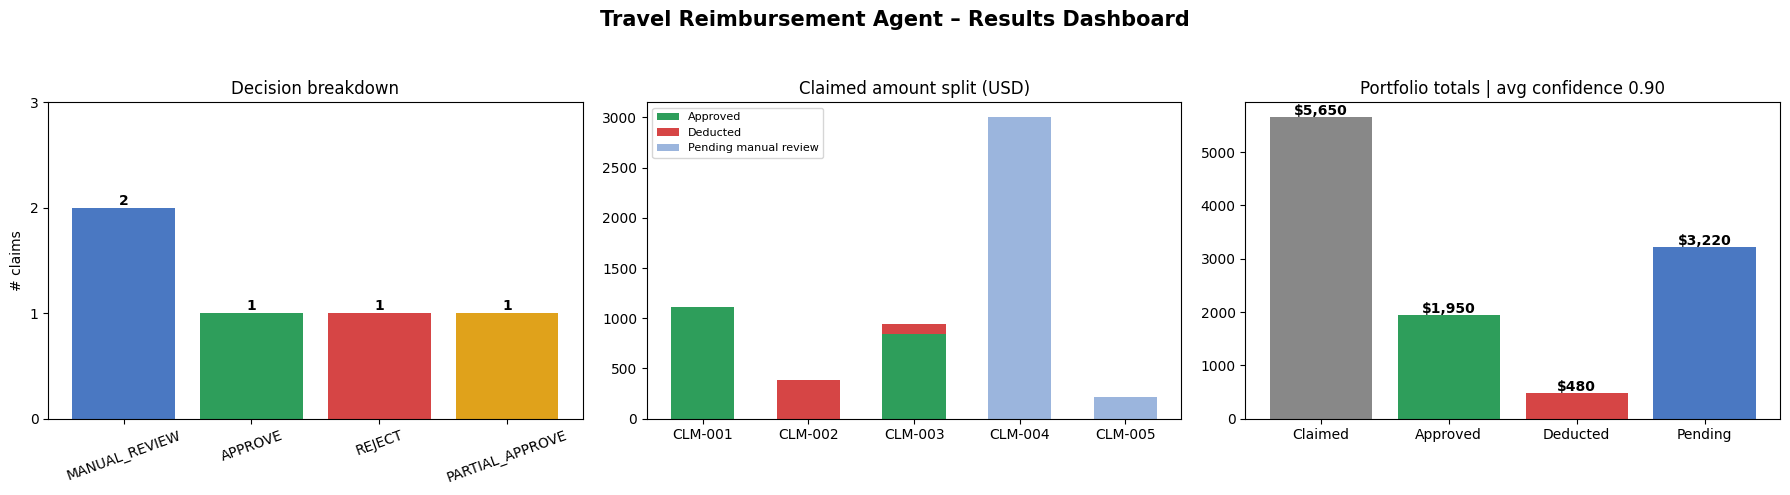 Travel Reimbursement Agent – Results Dashboard
Decision breakdown
# claims
3
2
1
0
2
1
1
1
MANUAL_REVIEW
APPROVE
REJECT
PARTIAL_APPROVE
Claimed amount split (USD)
Approved
Deducted
Pending manual review
3000
2500
2000
1500
1000
500
0
CLM-001
CLM-002
CLM-003
CLM-004
CLM-005
Portfolio totals | avg confidence 0.90
5000
4000
3000
2000
1000
0
$5,650
$1,950
$480
$3,220
Claimed
Approved
Deducted
Pending